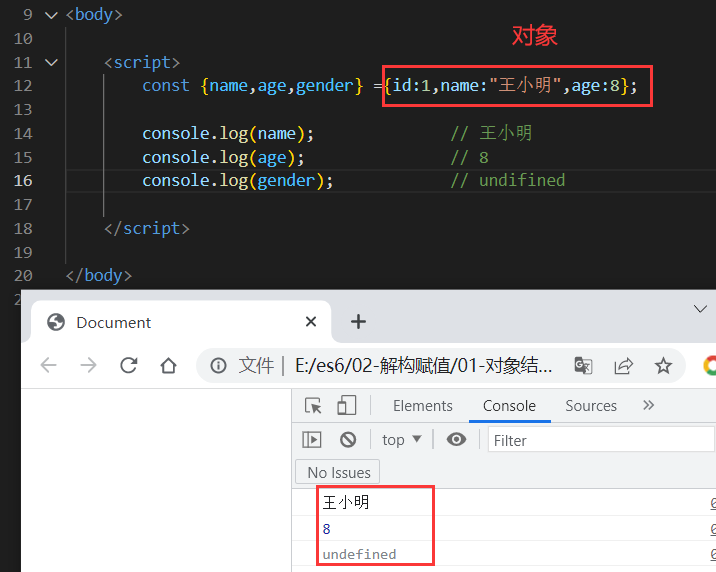 对象
9 <body>
10
11 <script>
12 const {name,age,gender} ={id:1,name:"王小明",age:8};
13
14 console.log(name); // 王小明
15 console.log(age); // 8
16 console.log(gender); // undifined
17
18 </script>
19
20 </body>
Document
文件 | E:/es6/02-解构赋值/01-对象结...
Elements Console Sources
top Filter
No Issues
王小明
8
undefined